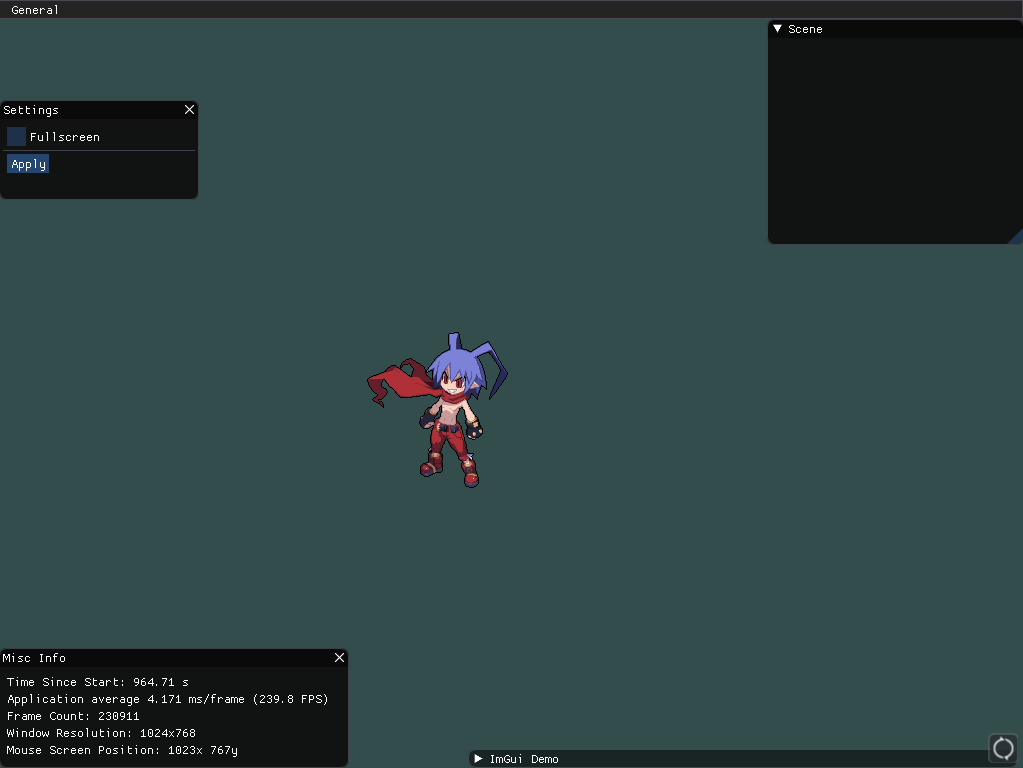 General
Scene
Settings
Fullscreen
Apply
Misc Info
Time Since Start: 964.71 s
Application average 4.171 ms/frame (239.8 FPS)
Frame Count: 230911
Window Resolution: 1024x768
Mouse Screen Position: 1023x 767y
ImGui Demo